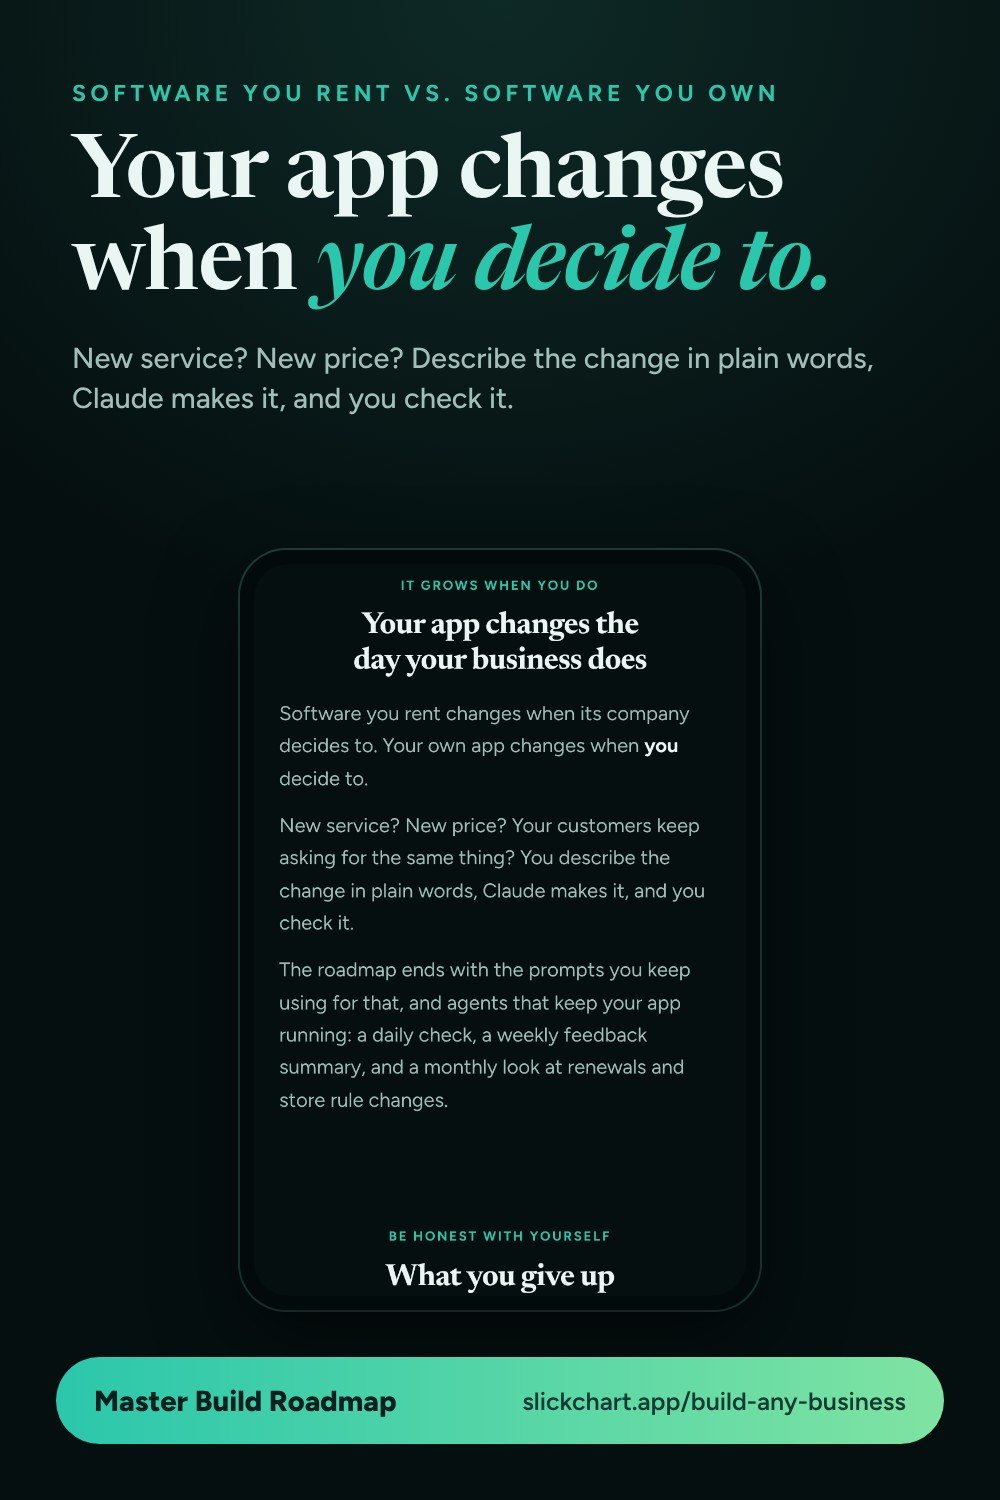 SOFTWARE YOU RENT VS. SOFTWARE YOU OWN
Your app changes
when you decide to.
New service? New price? Describe the change in plain words,
Claude makes it, and you check it.
IT GROWS WHEN YOU DO
Your app changes the
day your business does
Software you rent changes when its company
decides to. Your own app changes when you
decide to.
New service? New price? Your customers keep
asking for the same thing? You describe the
change in plain words, Claude makes it, and you
check it.
The roadmap ends with the prompts you keep
using for that, and agents that keep your app
running: a daily check, a weekly feedback
summary, and a monthly look at renewals and
store rule changes.
BE HONEST WITH YOURSELF
What you give up
Master Build Roadmap
slickchart.app/build-any-business